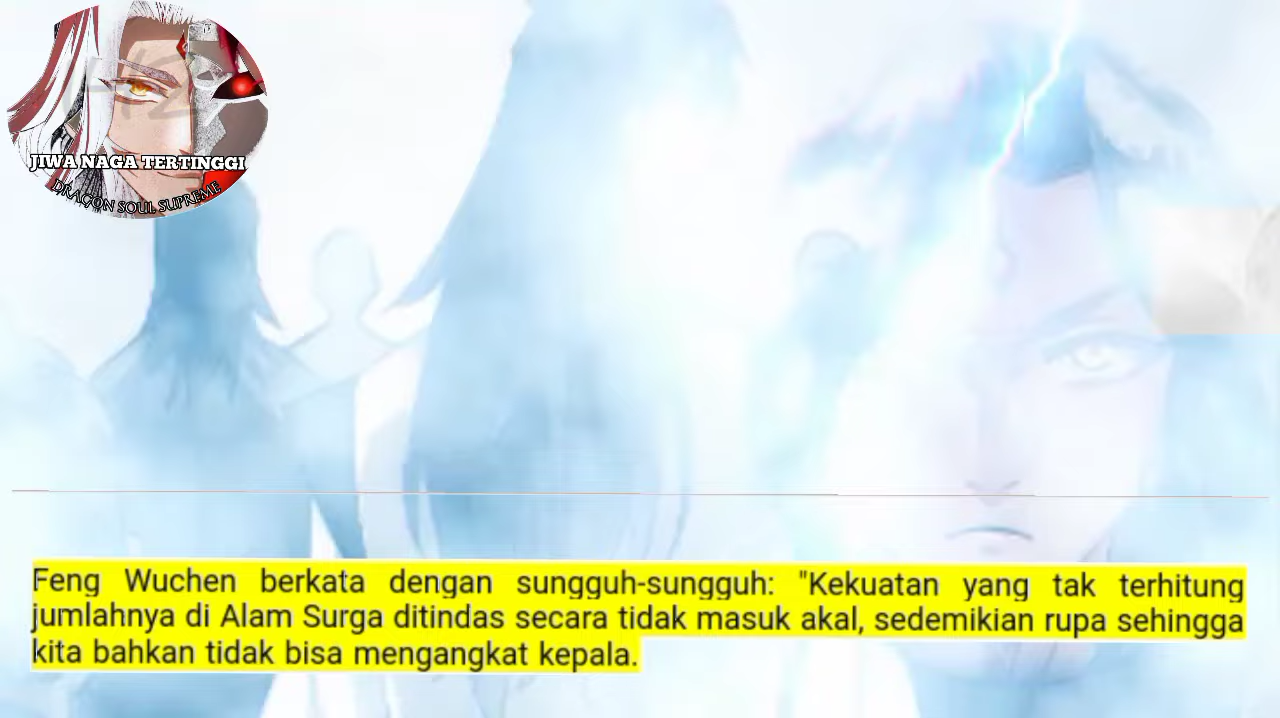 JIWA NAGA TERTINGGI
DRAGON SOUL SUPREME
Feng Wuchen berkata dengan sungguh-sungguh: "Kekuatan yang tak terhitung
jumlahnya di Alam Surga ditindas secara tidak masuk akal, sedemikian rupa sehingga
kita bahkan tidak bisa mengangkat kepala.